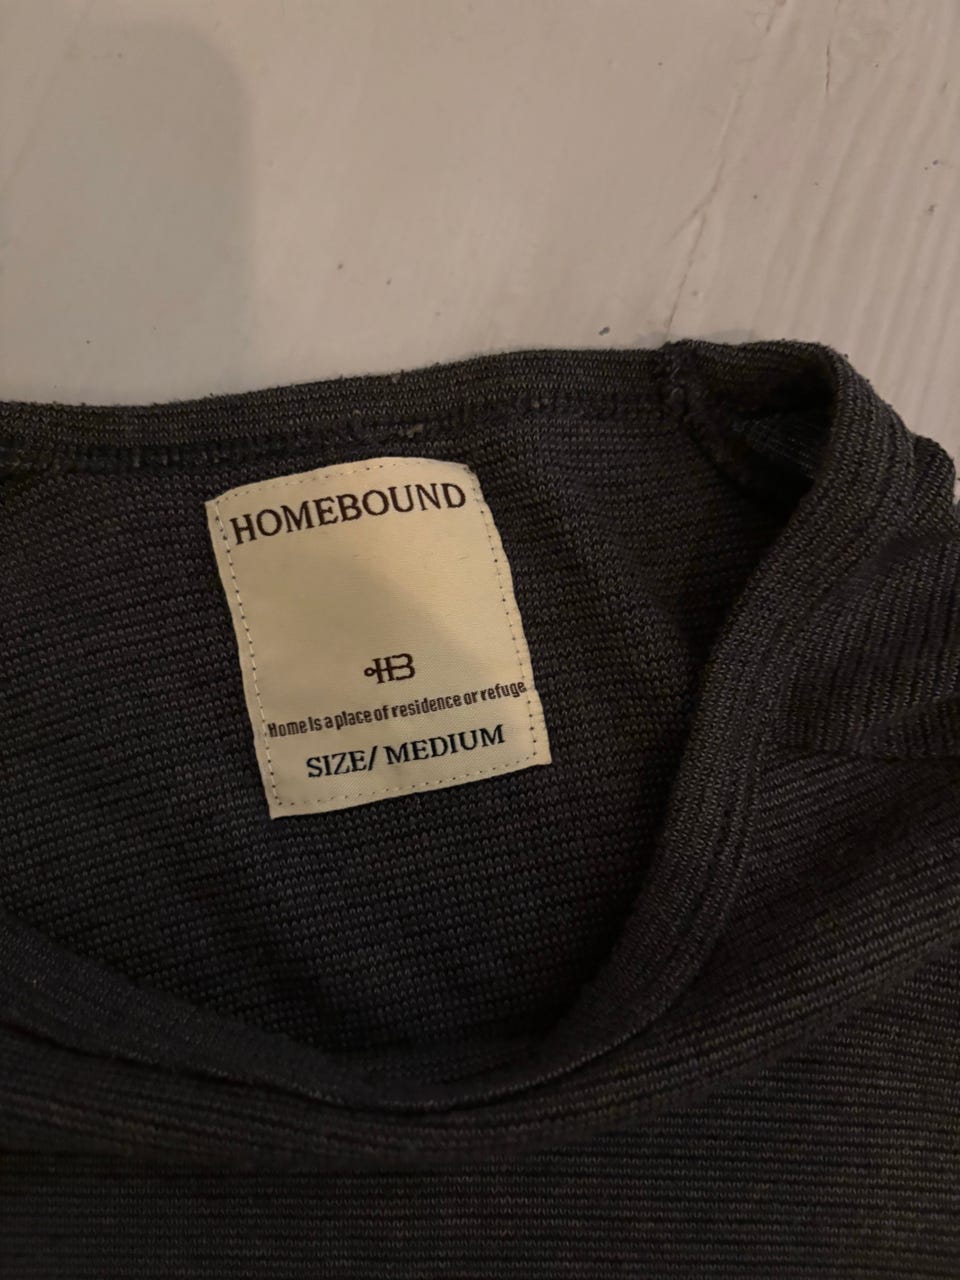 HOMEBOUND
HB
Home Is a place of residence or refuge
SIZE/ MEDIUM